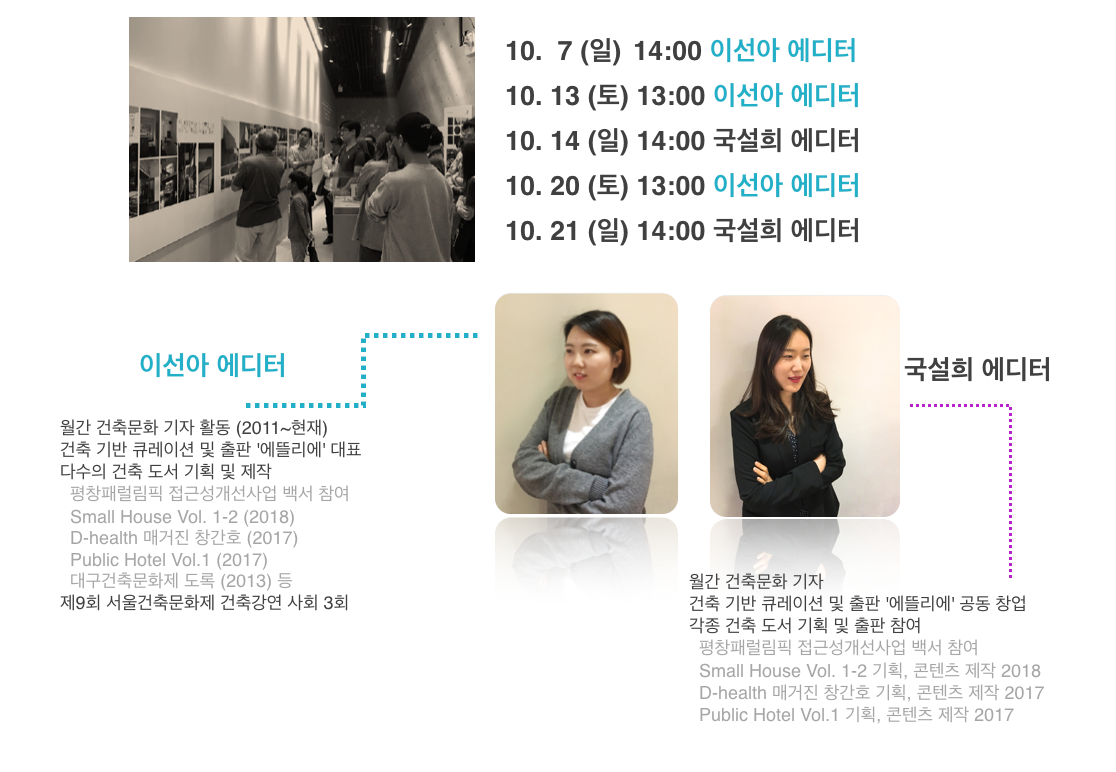 10. 7 (일) 14:00 이선아 에디터
10. 13 (토) 13:00 이선아 에디터
10. 14 (일) 14:00 국설희 에디터
10. 20 (토) 13:00 이선아 에디터
10. 21 (일) 14:00 국설희 에디터
이선아 에디터
월간 건축문화 기자 활동 (2011~현재)
건축 기반 큐레이션 및 출판 '에뜰리에' 대표
다수의 건축 도서 기획 및 제작
평창패럴림픽 접근성개선사업 백서 참여
Small House Vol. 1-2 (2018)
D-health 매거진 창간호 (2017)
Public Hotel Vol.1 (2017)
대구건축문화제 도록 (2013) 등
제9회 서울건축문화제 건축강연 사회 3회
국설희 에디터
월간 건축문화 기자
건축 기반 큐레이션 및 출판 '에뜰리에' 공동 창업
각종 건축 도서 기획 및 출판 참여
평창패럴림픽 접근성개선사업 백서 참여
Small House Vol. 1-2 기획, 콘텐츠 제작 2018
D-health 매거진 창간호 기획, 콘텐츠 제작 2017
Public Hotel Vol.1 기획, 콘텐츠 제작 2017